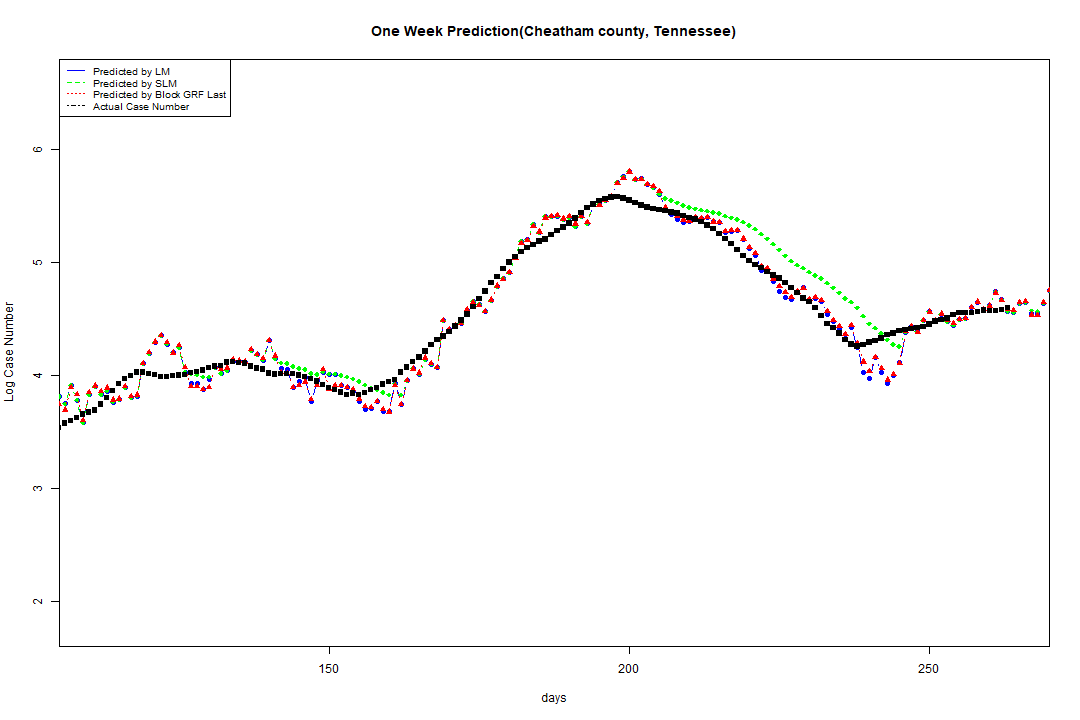 One Week Prediction(Cheatham county, Tennessee)
Predicted by LM
Predicted by SLM
Predicted by Block GRF Last
Actual Case Number
Log Case Number
6
5
4
3
2
150
200
250
days